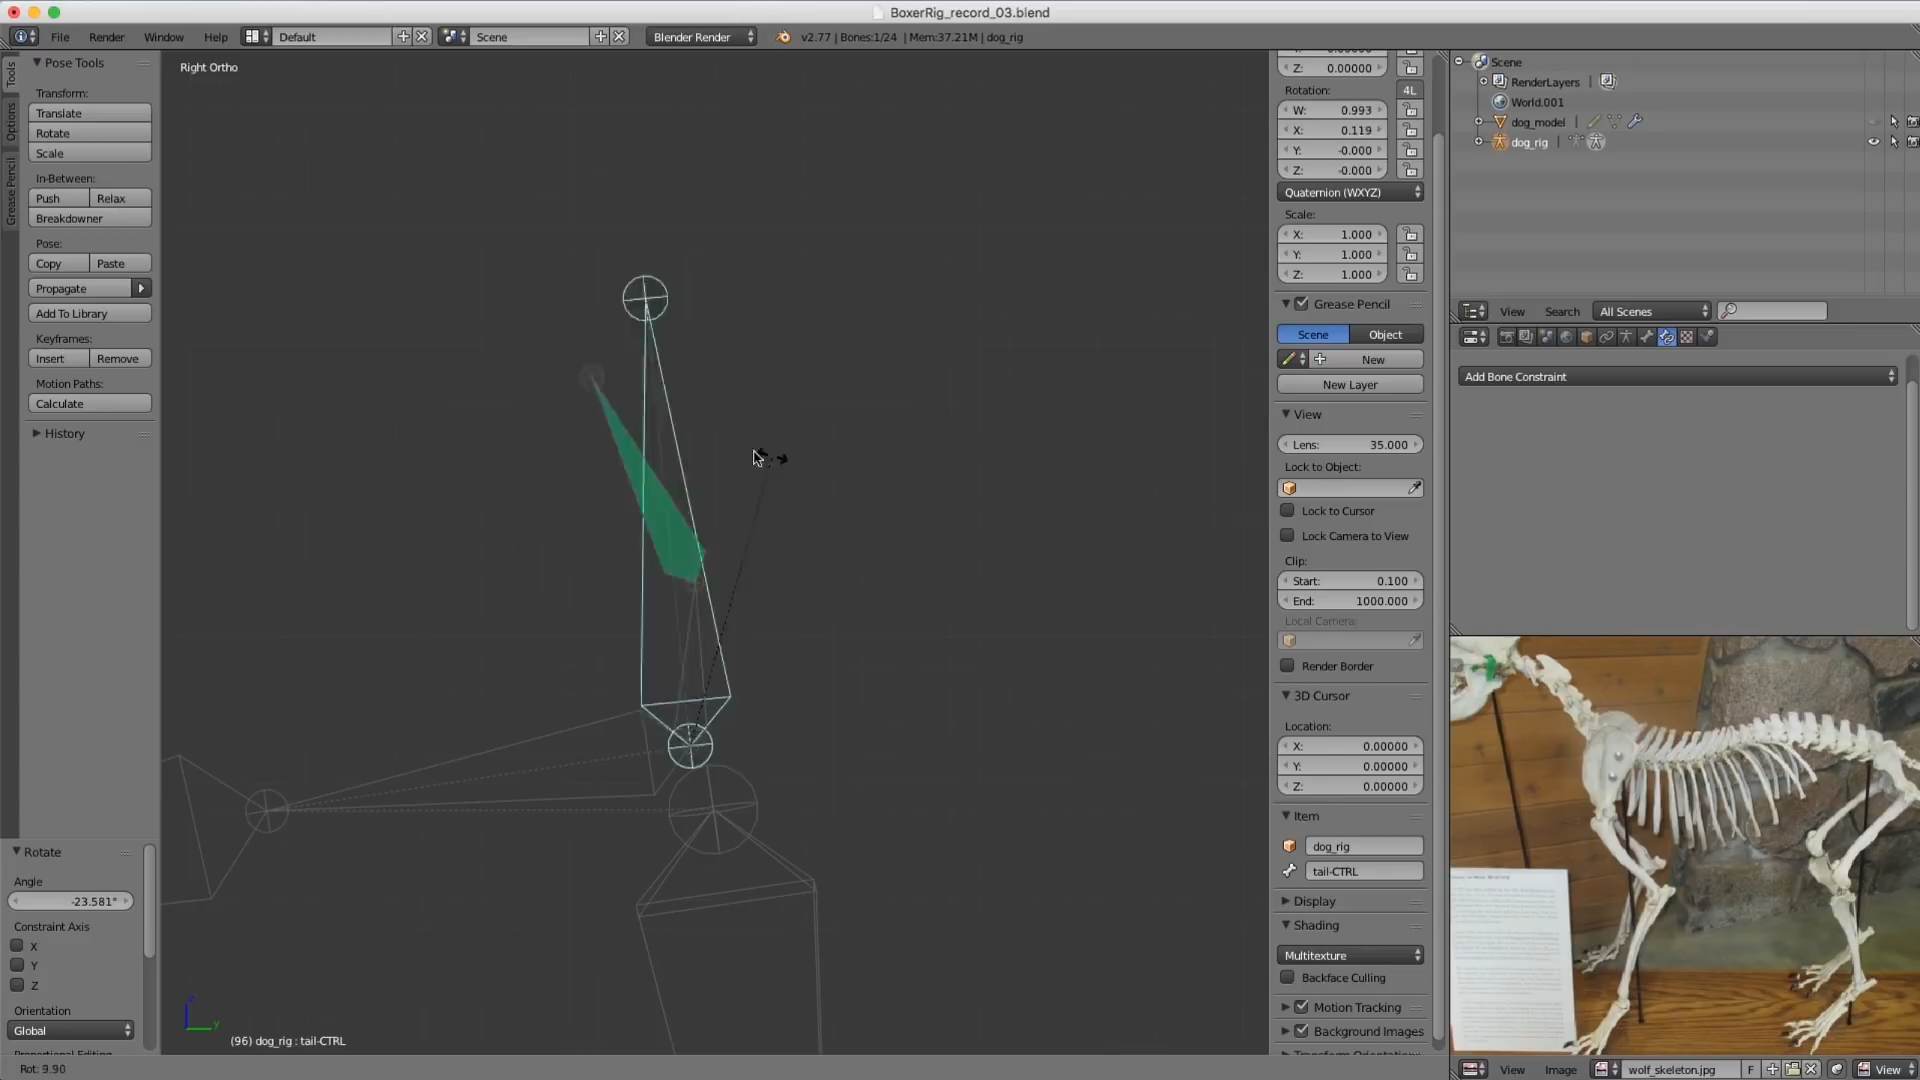 BoxerRig_record_03.blend
File Render Window Help Default Scene Blender Render v2.77 | Bones:1/24 | Mem:37.21M | dog_rig
Tools
Options
Grease Pencil
Pose Tools
Transform:
Translate
Rotate
Scale
In-Between:
Push Relax
Breakdowner
Pose:
Copy Paste
Propagate
Add To Library
Keyframes:
Insert Remove
Motion Paths:
Calculate
History
Rotate
Angle
-23.581°
Constraint Axis
X
Y
Z
Orientation
Global
Rot: 9.90
Right Ortho
z
y
(96) dog_rig : tail-CTRL
Z: 0.00000
Rotation: 4L
W: 0.993
X: 0.119
Y: -0.000
Z: -0.000
Quaternion (WXYZ)
Scale:
X: 1.000
Y: 1.000
Z: 1.000
Grease Pencil
Scene Object
New
New Layer
View
Lens: 35.000
Lock to Object:
Lock to Cursor
Lock Camera to View
Clip:
Start: 0.100
End: 1000.000
Local Camera:
Render Border
3D Cursor
Location:
X: 0.00000
Y: 0.00000
Z: 0.00000
Item
dog_rig
tail-CTRL
Display
Shading
Multitexture
Backface Culling
Motion Tracking
Background Images
Scene
RenderLayers |
World.001
dog_model |
dog_rig |
View Search All Scenes
Add Bone Constraint
View Image wolf_skeleton.jpg F View